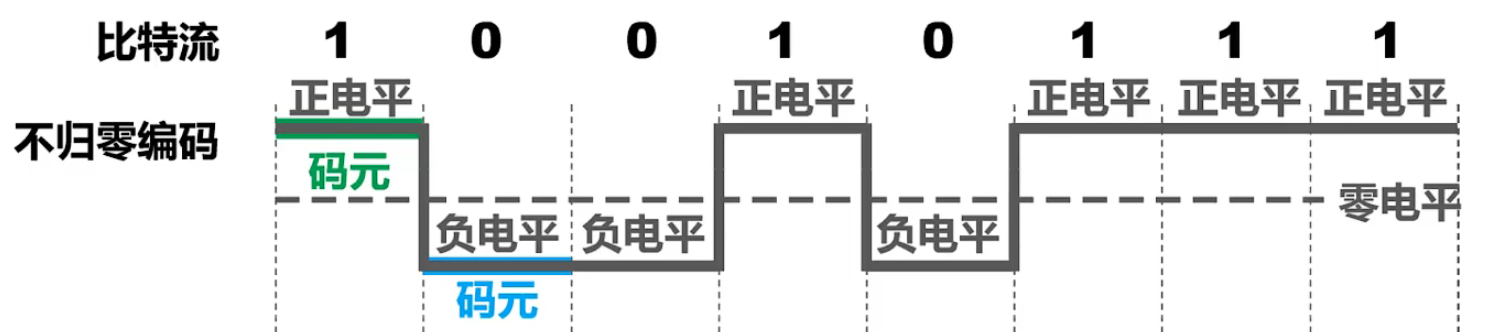 比特流 1 0 0 1 0 1 1 1
正电平 正电平 正电平 正电平 正电平
不归零编码
码元
零电平
负电平 负电平 负电平
码元